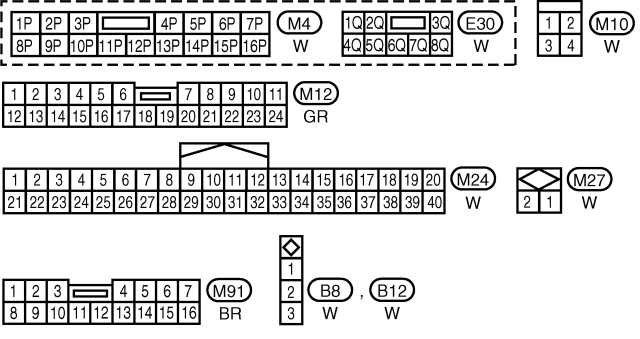 1P 2P 3P 4P 5P 6P 7P M4 1Q 2Q 3Q E30 1 2 M10
8P 9P 10P 11P 12P 13P 14P 15P 16P W 4Q 5Q 6Q 7Q 8Q W 3 4 W
1 2 3 4 5 6 7 8 9 10 11 M12
12 13 14 15 16 17 18 19 20 21 22 23 24 GR
1 2 3 4 5 6 7 8 9 10 11 12 13 14 15 16 17 18 19 20 M24 M27
21 22 23 24 25 26 27 28 29 30 31 32 33 34 35 36 37 38 39 40 W 2 1 W
1
1 2 3 4 5 6 7 M91 2 B8 , B12
8 9 10 11 12 13 14 15 16 BR 3 W W